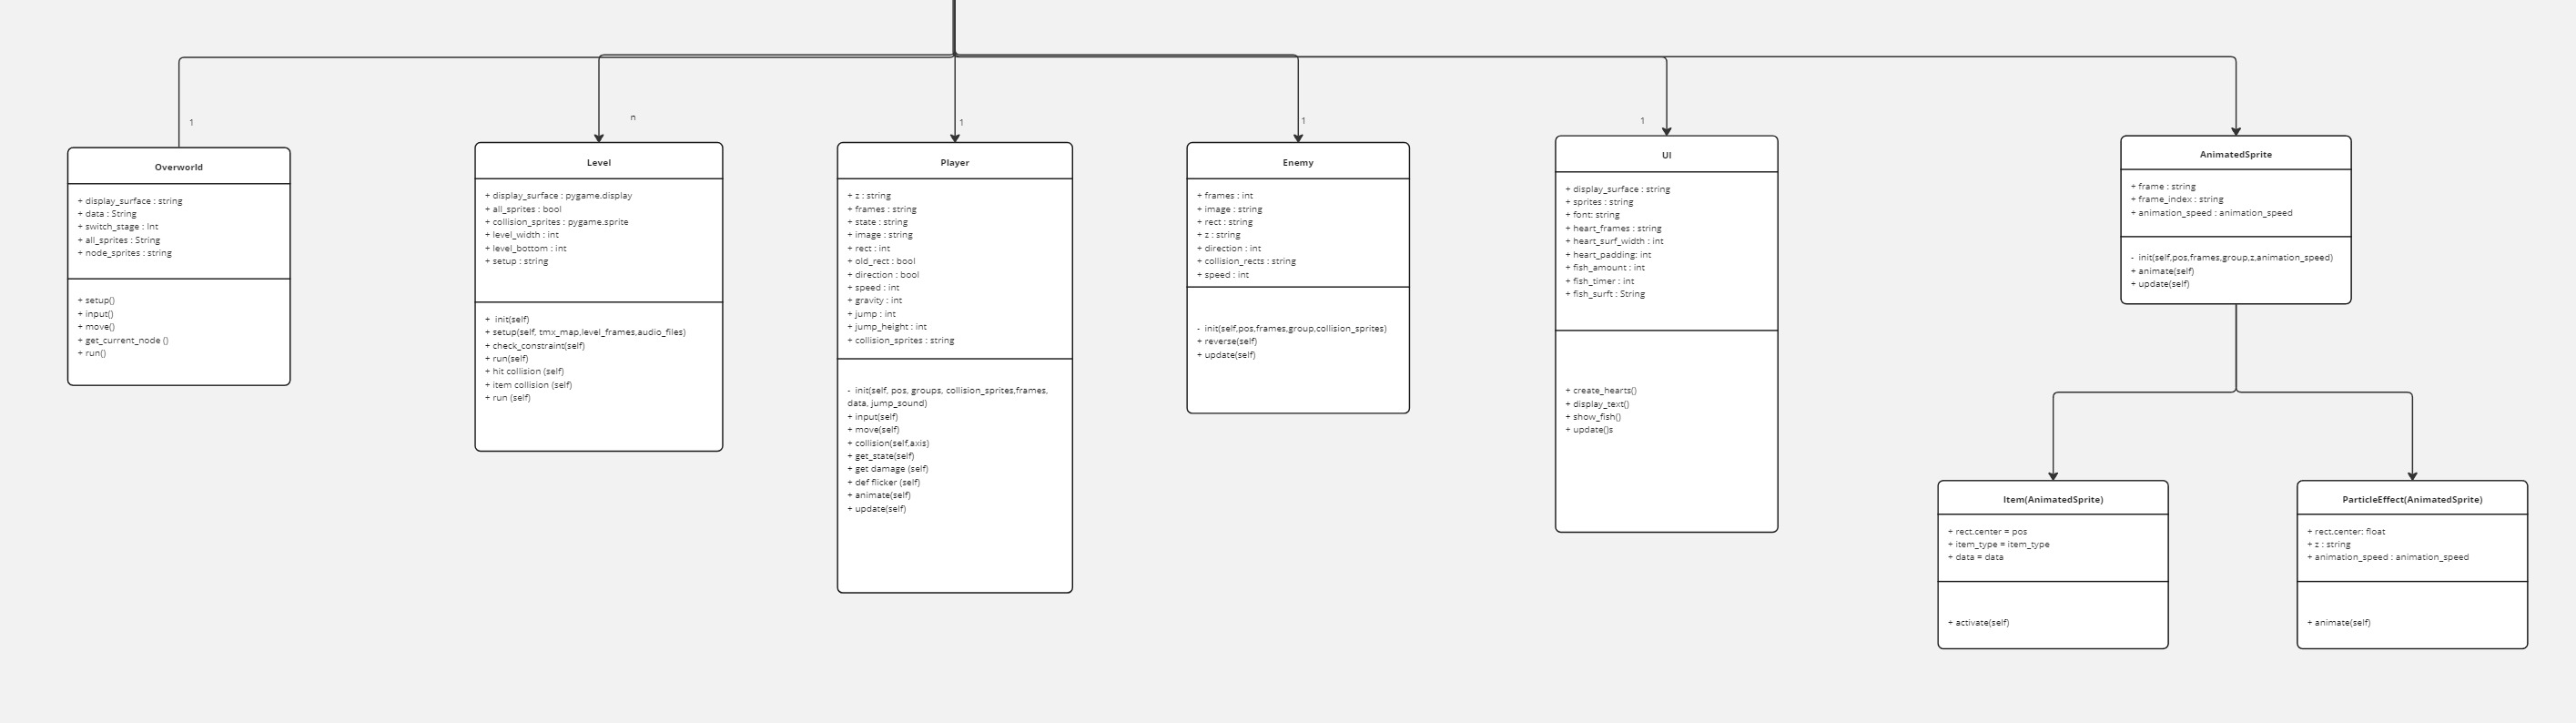 1
n
1
1
1
Overworld
+ display_surface : string
+ data : String
+ switch_stage : Int
+ all_sprites : String
+ node_sprites : string
+ setup()
+ input()
+ move()
+ get_current_node ()
+ run()
Level
+ display_surface : pygame.display
+ all_sprites : bool
+ collision_sprites : pygame.sprite
+ level_width : int
+ level_bottom : int
+ setup : string
+ init(self)
+ setup(self, tmx_map,level_frames,audio_files)
+ check_constraint(self)
+ run(self)
+ hit collision (self)
+ item collision (self)
+ run (self)
Player
+ z : string
+ frames : string
+ state : string
+ image : string
+ rect : int
+ old_rect : bool
+ direction : bool
+ speed : int
+ gravity : int
+ jump : int
+ jump_height : int
+ collision_sprites : string
- init(self, pos, groups, collision_sprites,frames,
data, jump_sound)
+ input(self)
+ move(self)
+ collision(self,axis)
+ get_state(self)
+ get damage (self)
+ def flicker (self)
+ animate(self)
+ update(self)
Enemy
+ frames : int
+ image : string
+ rect : string
+ z : string
+ direction : int
+ collision_rects : string
+ speed : int
- init(self,pos,frames,group,collision_sprites)
+ reverse(self)
+ update(self)
UI
+ display_surface : string
+ sprites : string
+ font: string
+ heart_frames : string
+ heart_surf_width : int
+ heart_padding: int
+ fish_amount : int
+ fish_timer : int
+ fish_surft : String
+ create_hearts()
+ display_text()
+ show_fish()
+ update()s
AnimatedSprite
+ frame : string
+ frame_index : string
+ animation_speed : animation_speed
- init(self,pos,frames,group,z,animation_speed)
+ animate(self)
+ update(self)
Item(AnimatedSprite)
+ rect.center = pos
+ item_type = item_type
+ data = data
+ activate(self)
ParticleEffect(AnimatedSprite)
+ rect.center: float
+ z : string
+ animation_speed : animation_speed
+ animate(self)